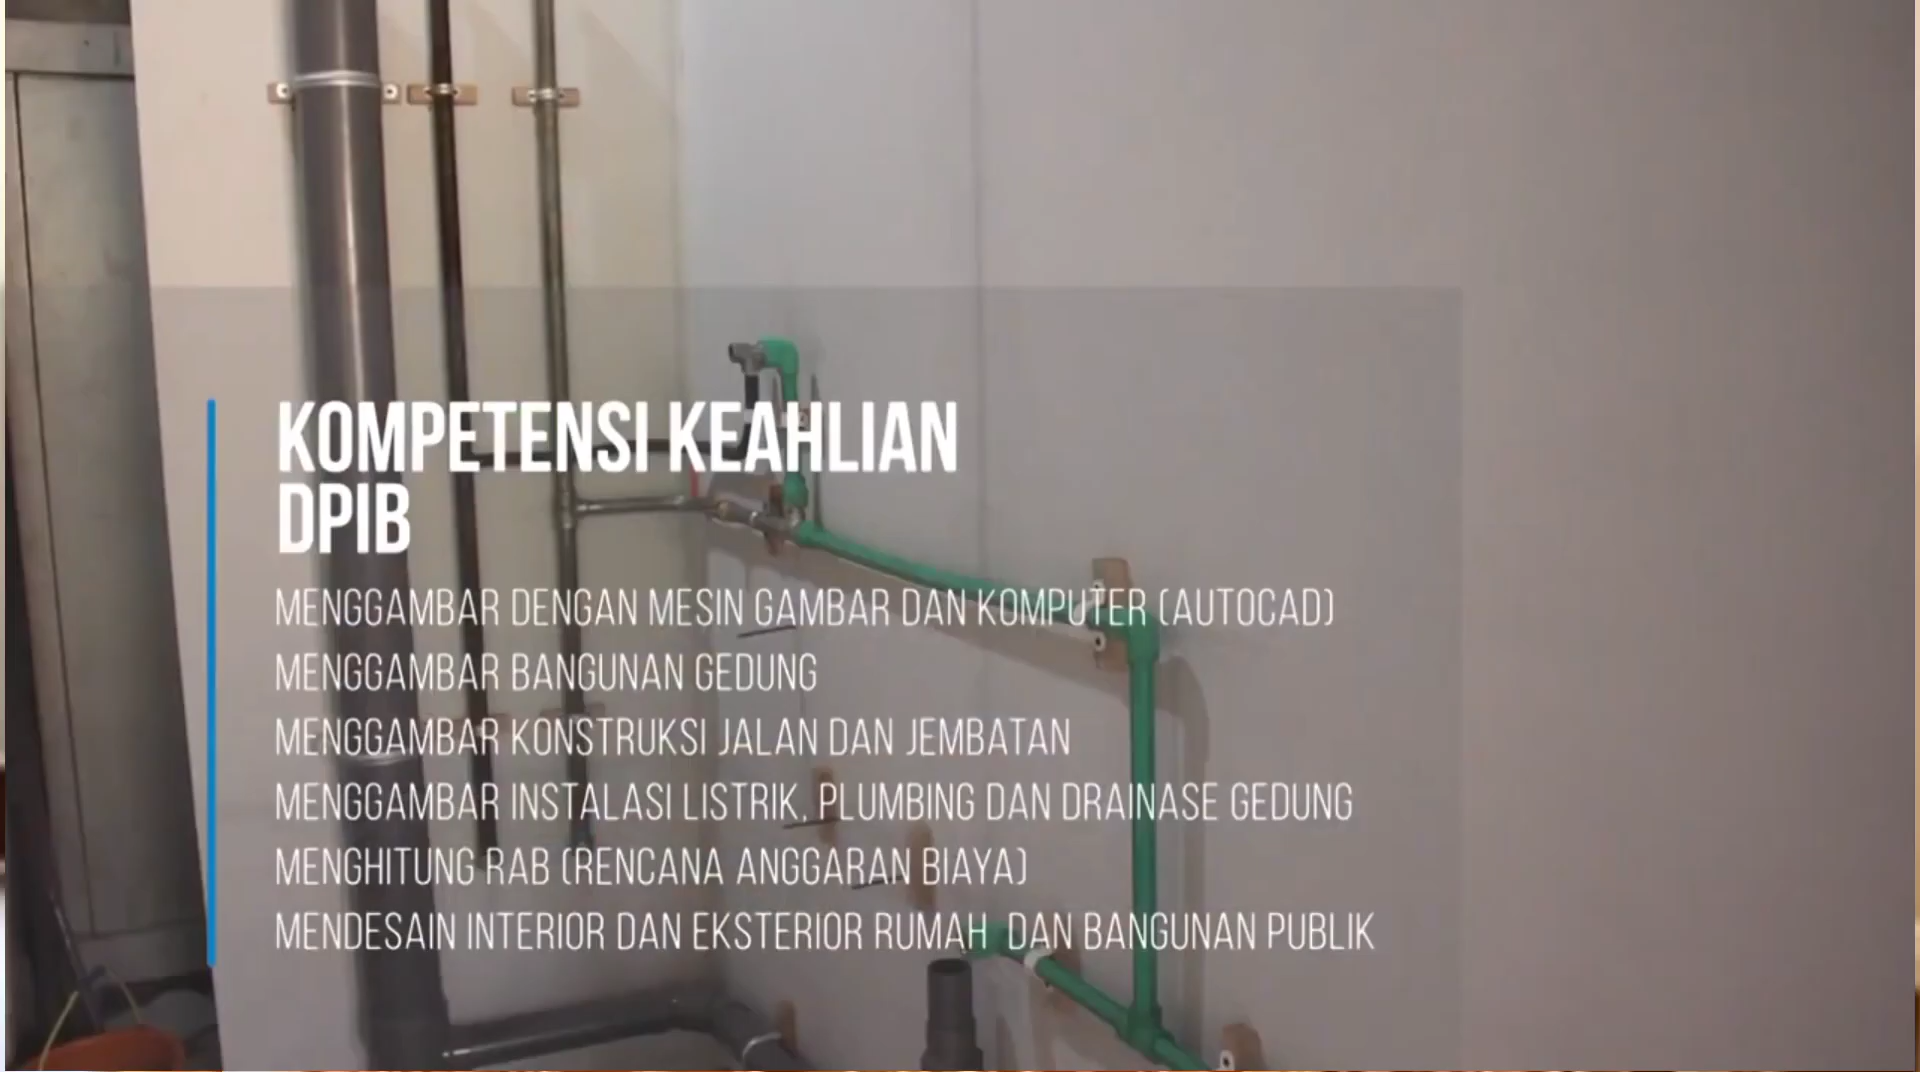 KOMPETENSI KEAHLIAN
DPIB
MENGGAMBAR DENGAN MESIN GAMBAR DAN KOMPUTER (AUTOCAD)
MENGGAMBAR BANGUNAN GEDUNG
MENGGAMBAR KONSTRUKSI JALAN DAN JEMBATAN
MENGGAMBAR INSTALASI LISTRIK, PLUMBING DAN DRAINASE GEDUNG
MENGHITUNG RAB (RENCANA ANGGARAN BIAYA)
MENDESAIN INTERIOR DAN EKSTERIOR RUMAH DAN BANGUNAN PUBLIK